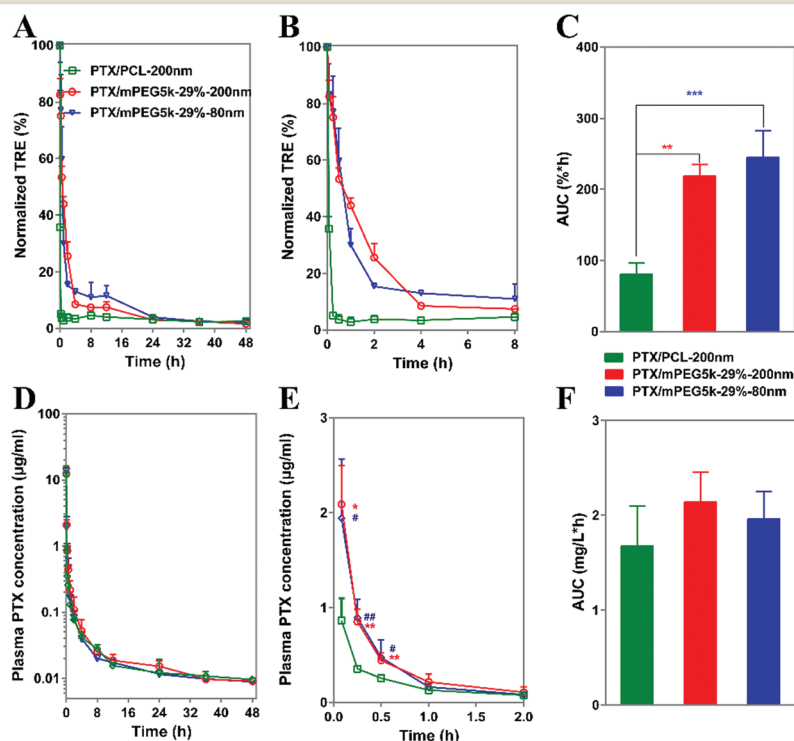 A
Normalized TRE (%)
100
80
60
40
20
0
0 8 16 24 32 40 48
Time (h)
PTX/PCL-200nm
PTX/mPEG5k-29%-200nm
PTX/mPEG5k-29%-80nm
B
Normalized TRE (%)
100
80
60
40
20
0
0 2 4 6 8
Time (h)
C
AUC (%*h)
400
300
200
100
0
***
**
PTX/PCL-200nm
PTX/mPEG5k-29%-200nm
PTX/mPEG5k-29%-80nm
D
Plasma PTX concentration (µg/ml)
100
10
1
0.1
0.01
0 8 16 24 32 40 48
Time (h)
E
Plasma PTX concentration (µg/ml)
3
2
1
0
*
#
##
**
#
**
0.0 0.5 1.0 1.5 2.0
Time (h)
F
AUC (mg/L*h)
3
2
1
0